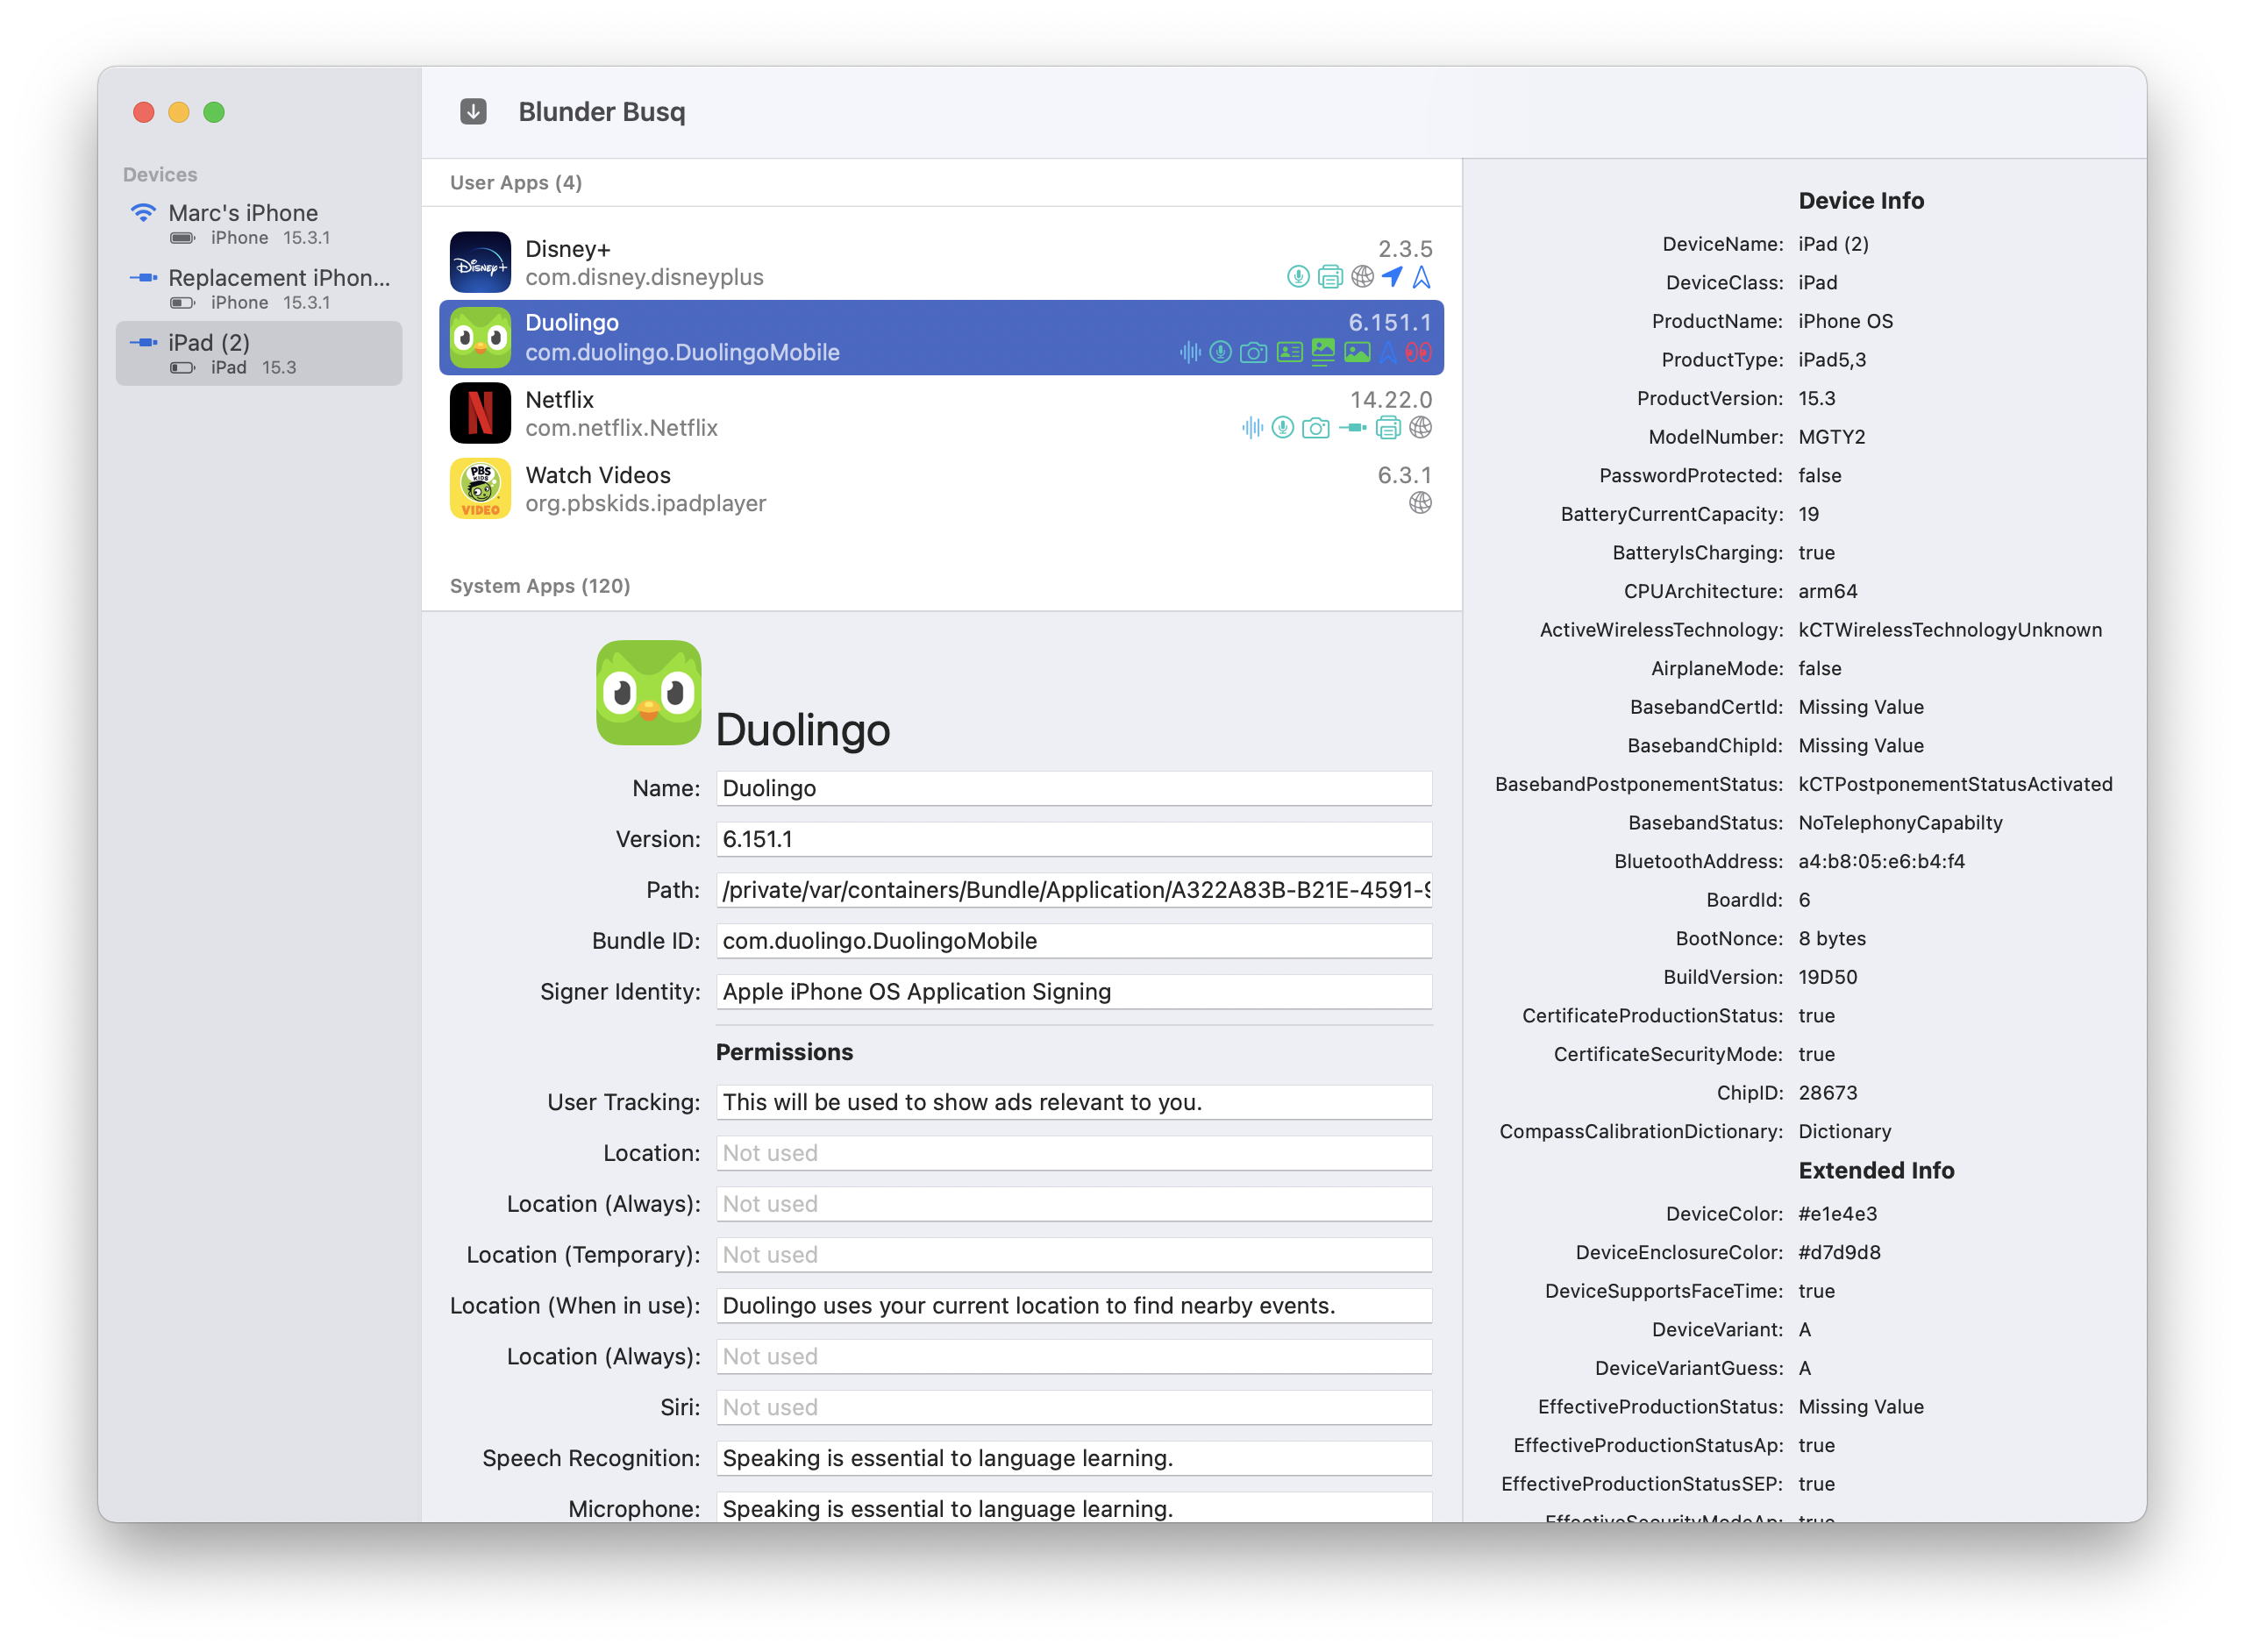 Blunder Busq
Devices
Marc's iPhone
iPhone 15.3.1
Replacement iPhon...
iPhone 15.3.1
iPad (2)
iPad 15.3
User Apps (4)
Disney+
Disney+ 2.3.5
com.disney.disneyplus
Duolingo 6.151.1
com.duolingo.DuolingoMobile
N
Netflix 14.22.0
com.netflix.Netflix
PBS
KIDS
VIDEO
Watch Videos 6.3.1
org.pbskids.ipadplayer
System Apps (120)
Duolingo
Name: Duolingo
Version: 6.151.1
Path: /private/var/containers/Bundle/Application/A322A83B-B21E-4591-
Bundle ID: com.duolingo.DuolingoMobile
Signer Identity: Apple iPhone OS Application Signing
Permissions
User Tracking: This will be used to show ads relevant to you.
Location: Not used
Location (Always): Not used
Location (Temporary): Not used
Location (When in use): Duolingo uses your current location to find nearby events.
Location (Always): Not used
Siri: Not used
Speech Recognition: Speaking is essential to language learning.
Microphone: Speaking is essential to language learning.
Device Info
DeviceName: iPad (2)
DeviceClass: iPad
ProductName: iPhone OS
ProductType: iPad5,3
ProductVersion: 15.3
ModelNumber: MGTY2
PasswordProtected: false
BatteryCurrentCapacity: 19
BatteryIsCharging: true
CPUArchitecture: arm64
ActiveWirelessTechnology: kCTWirelessTechnologyUnknown
AirplaneMode: false
BasebandCertId: Missing Value
BasebandChipId: Missing Value
BasebandPostponementStatus: kCTPostponementStatusActivated
BasebandStatus: NoTelephonyCapabilty
BluetoothAddress: a4:b8:05:e6:b4:f4
BoardId: 6
BootNonce: 8 bytes
BuildVersion: 19D50
CertificateProductionStatus: true
CertificateSecurityMode: true
ChipID: 28673
CompassCalibrationDictionary: Dictionary
Extended Info
DeviceColor: #e1e4e3
DeviceEnclosureColor: #d7d9d8
DeviceSupportsFaceTime: true
DeviceVariant: A
DeviceVariantGuess: A
EffectiveProductionStatus: Missing Value
EffectiveProductionStatusAp: true
EffectiveProductionStatusSEP: true
EffectiveSecurityModeAp: true